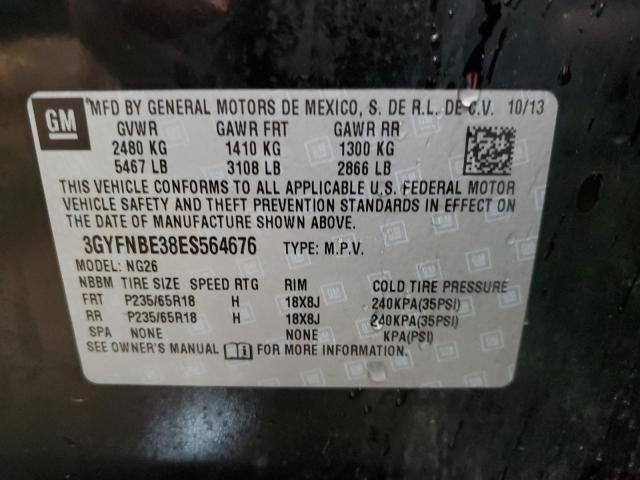 GM
MFD BY GENERAL MOTORS DE MEXICO, S. DE R.L. DE C.V. 10/13
GVWR GAWR FRT GAWR RR
2480 KG 1410 KG 1300 KG
5467 LB 3108 LB 2866 LB
THIS VEHICLE CONFORMS TO ALL APPLICABLE U.S. FEDERAL MOTOR
VEHICLE SAFETY AND THEFT PREVENTION STANDARDS IN EFFECT ON
THE DATE OF MANUFACTURE SHOWN ABOVE.
3GYFNBE38ES564676 TYPE: M.P.V.
MODEL: NG26
NBBM TIRE SIZE SPEED RTG RIM COLD TIRE PRESSURE
FRT P235/65R18 H 18X8J 240KPA(35PSI)
RR P235/65R18 H 18X8J 240KPA(35PSI)
SPA NONE NONE KPA(PSI)
SEE OWNER'S MANUAL FOR MORE INFORMATION.